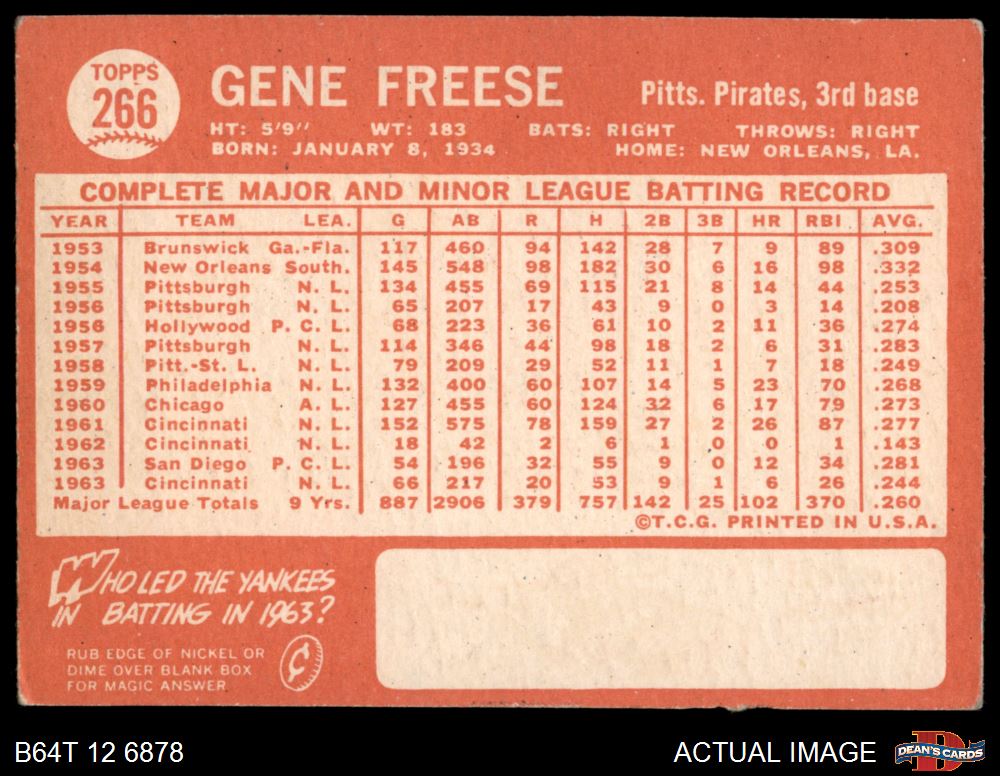 TOPPS
266
GENE FREESE
Pitts. Pirates, 3rd base
HT: 5'9" WT: 183 BATS: RIGHT THROWS: RIGHT
BORN: JANUARY 8, 1934 HOME: NEW ORLEANS, LA.
COMPLETE MAJOR AND MINOR LEAGUE BATTING RECORD
YEAR TEAM LEA. G AB R H 2B 3B HR RBI AVG.
1953 Brunswick Ga.-Fla. 117 460 94 142 28 7 9 89 .309
1954 New Orleans South. 145 548 98 182 30 6 16 98 .332
1955 Pittsburgh N. L. 134 455 69 115 21 8 14 44 .253
1956 Pittsburgh N. L. 65 207 17 43 9 0 3 14 .208
1956 Hollywood P. C. L. 68 223 36 61 10 2 11 36 .274
1957 Pittsburgh N. L. 114 346 44 98 18 2 6 31 .283
1958 Pitt.-St. L. N. L. 79 209 29 52 11 1 7 18 .249
1959 Philadelphia N. L. 132 400 60 107 14 5 23 70 .268
1960 Chicago A. L. 127 455 60 124 32 6 17 79 .273
1961 Cincinnati N. L. 152 575 78 159 27 2 26 87 .277
1962 Cincinnati N. L. 18 42 2 6 1 0 0 1 .143
1963 San Diego P. C. L. 54 196 32 55 9 0 12 34 .281
1963 Cincinnati N. L. 66 217 20 53 9 1 6 26 .244
Major League Totals 9 Yrs. 887 2906 379 757 142 25 102 370 .260
©T.C.G. PRINTED IN U.S.A.
WHO LED THE YANKEES
IN BATTING IN 1963?
RUB EDGE OF NICKEL OR
DIME OVER BLANK BOX
FOR MAGIC ANSWER
¢
B64T 12 6878
ACTUAL IMAGE
D
DEAN'S CARDS